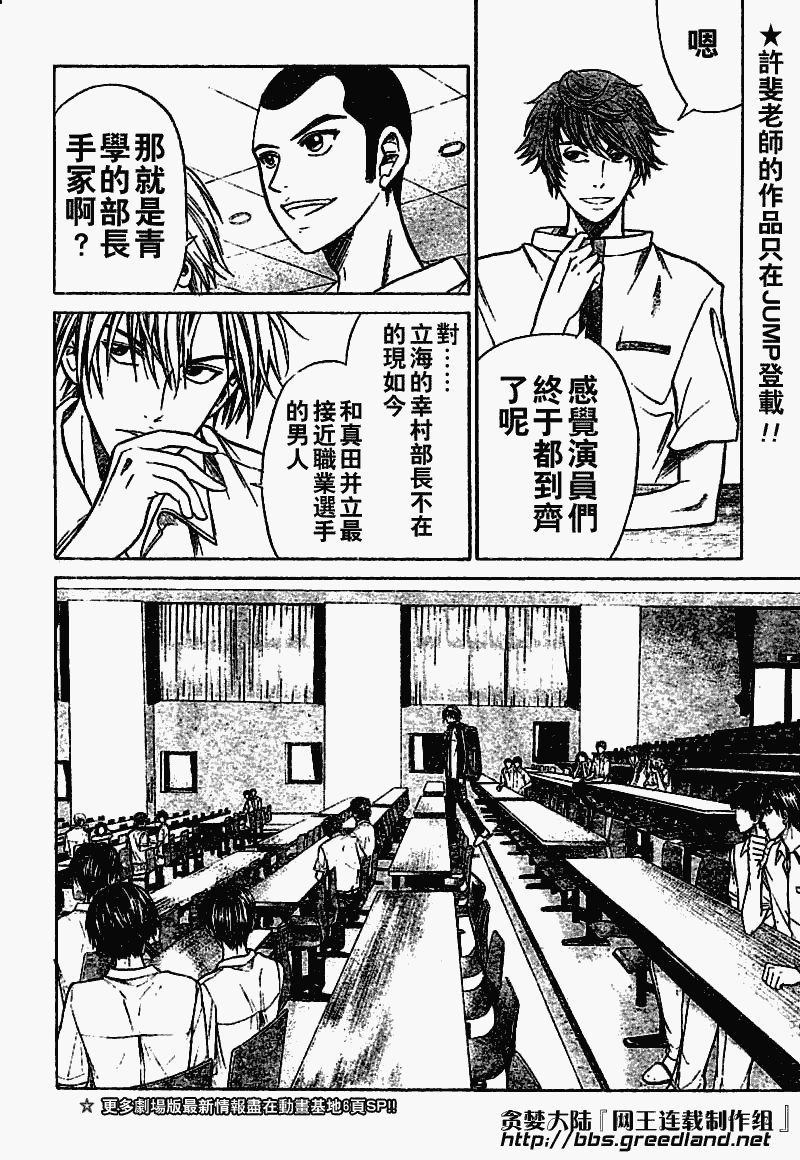 ★許斐老師的作品只在JUMP登載!!
嗯
感覺演員們
終于都到齊
了呢
那就是青
學的部長
手冢啊？
對……
立海的幸村部長不在
的現如今
和真田并立最
接近職業選手
的男人
☆ 更多劇場版最新情報盡在動畫基地6頁SP!!
贪婪大陆『网王连载制作组』
http://bbs.greedland.net